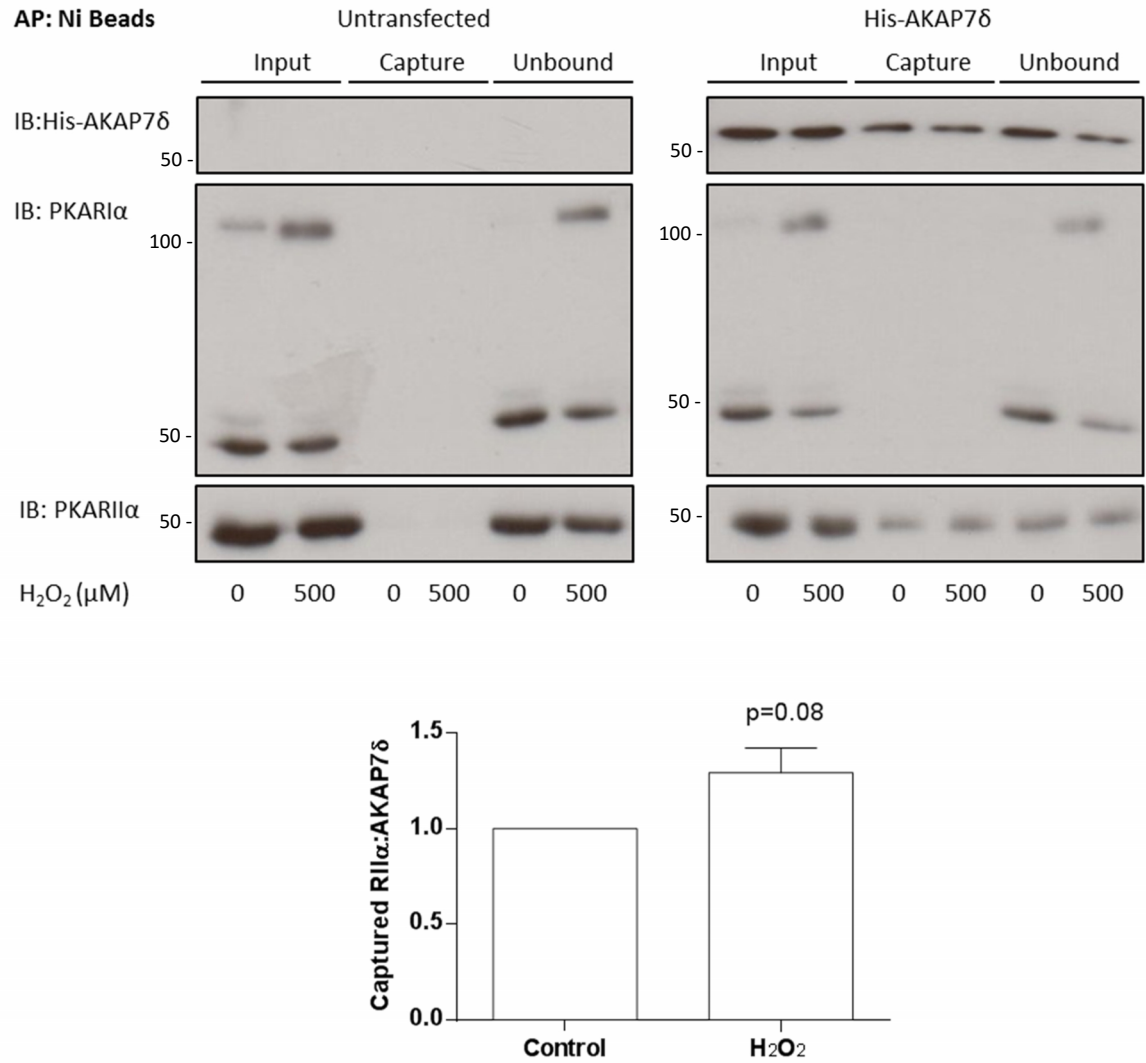 AP: Ni Beads Untransfected His-AKAP7δ
Input Capture Unbound Input Capture Unbound
IB:His-AKAP7δ
50 - 50 -
IB: PKARIα
100 - 100 -
50 - 50 -
IB: PKARIIα
50 - 50 -
H₂O₂ (μM) 0 500 0 500 0 500 0 500 0 500 0 500
p=0.08
Captured RIIα:AKAP7δ
1.5
1.0
0.5
0.0
Control H₂O₂